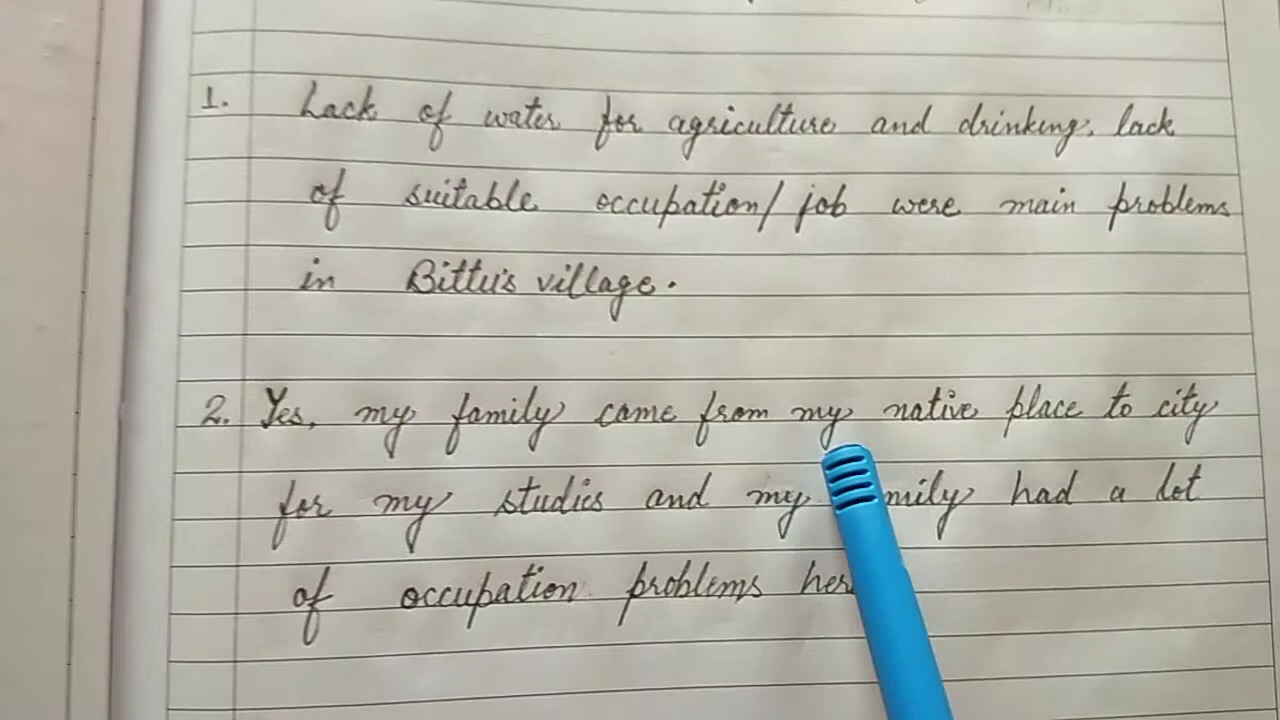 1. Lack of water for agriculture and drinking, lack
of suitable occupation/job were main problems
in Bittu's village.
2. Yes, my family came from my native place to city
for my studies and my had a lot
of occupation problems